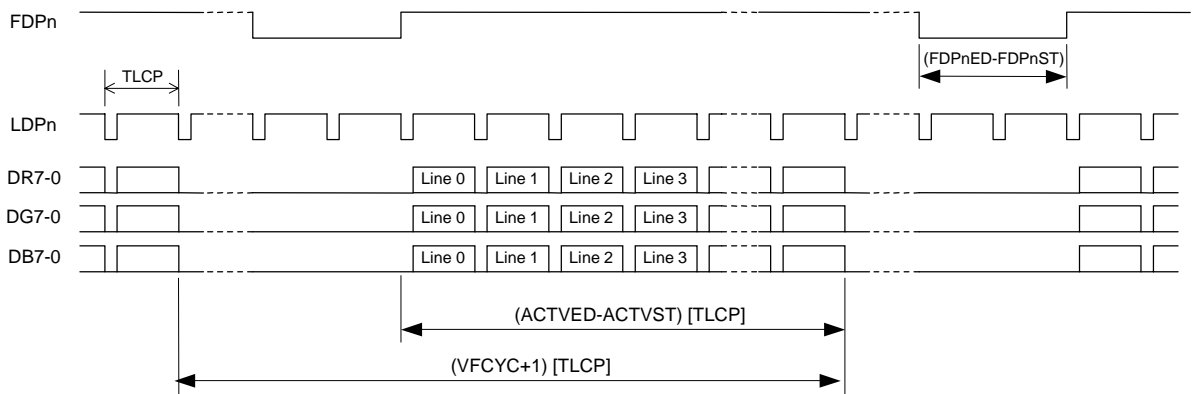 FDPn
(FDPnED-FDPnST)
TLCP
LDPn
DR7-0
Line 0 Line 1 Line 2 Line 3
DG7-0
Line 0 Line 1 Line 2 Line 3
DB7-0
Line 0 Line 1 Line 2 Line 3
(ACTVED-ACTVST) [TLCP]
(VFCYC+1) [TLCP]